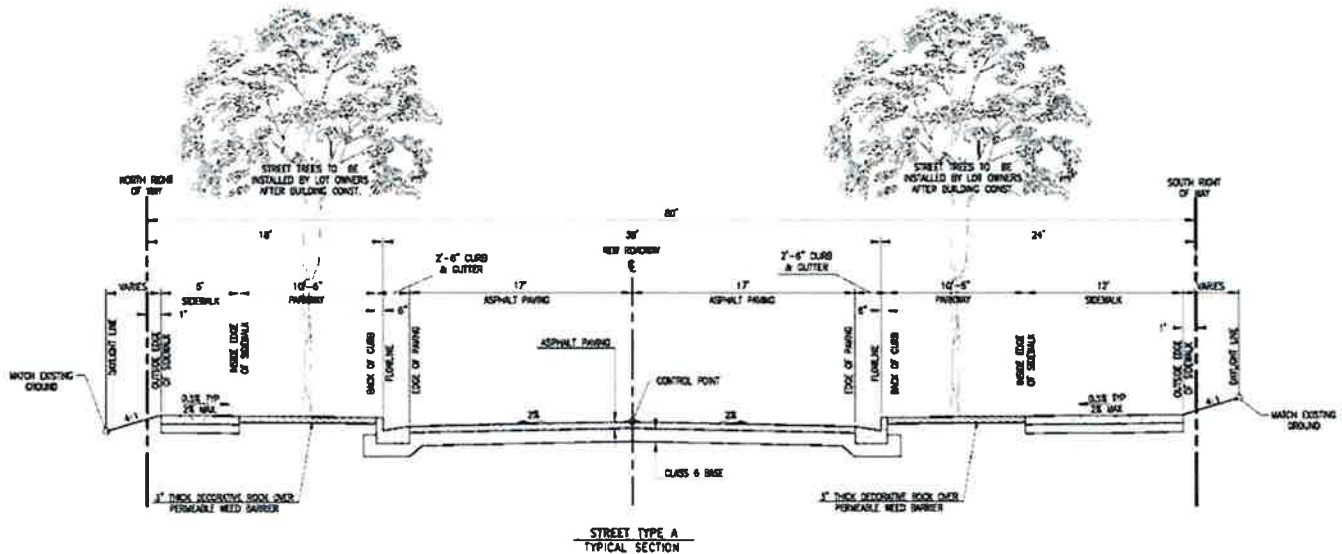 STREET TREES TO BE
INSTALLED BY LOT OWNERS
AFTER BUILDING CONST.
STREET TREES TO BE
INSTALLED BY LOT OWNERS
AFTER BUILDING CONST.
NORTH RIGHT
OF WAY
SOUTH RIGHT
OF WAY
80'
18'
38'
24'
NEW ROADWAY
2'-6" CURB
& GUTTER
2'-6" CURB
& GUTTER
VARIES
SIDEWALK
10'-6"
PARKWAY
17'
ASPHALT PAVING
17'
ASPHALT PAVING
PARKWAY
12'
SIDEWALK
VARIES
1"
6"
6"
1"
DAYLIGHT LINE
OUTSIDE EDGE
OF SIDEWALK
INSIDE EDGE
OF SIDEWALK
BACK OF CURB
FLOWLINE
EDGE OF PAVING
ASPHALT PAVING
CONTROL POINT
EDGE OF PAVING
FLOWLINE
BACK OF CURB
INSIDE EDGE
OF SIDEWALK
OUTSIDE EDGE
OF SIDEWALK
DAYLIGHT LINE
MATCH EXISTING
GROUND
4:1
0.5% TYP
2% MAX
2%
2%
0.5% TYP
2% MAX
4:1
MATCH EXISTING
GROUND
CLASS 6 BASE
3" THICK DECORATIVE ROCK OVER
PERMEABLE WEED BARRIER
3" THICK DECORATIVE ROCK OVER
PERMEABLE WEED BARRIER
STREET TYPE A
TYPICAL SECTION